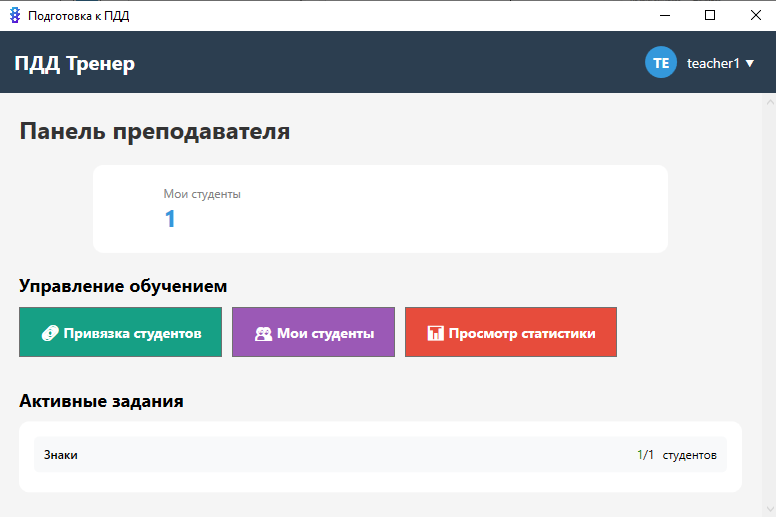 Подготовка к ПДД
ПДД Тренер
TE teacher1 ▼
Панель преподавателя
Мои студенты
1
Управление обучением
Привязка студентов
Мои студенты
Просмотр статистики
Активные задания
Знаки 1/1 студентов